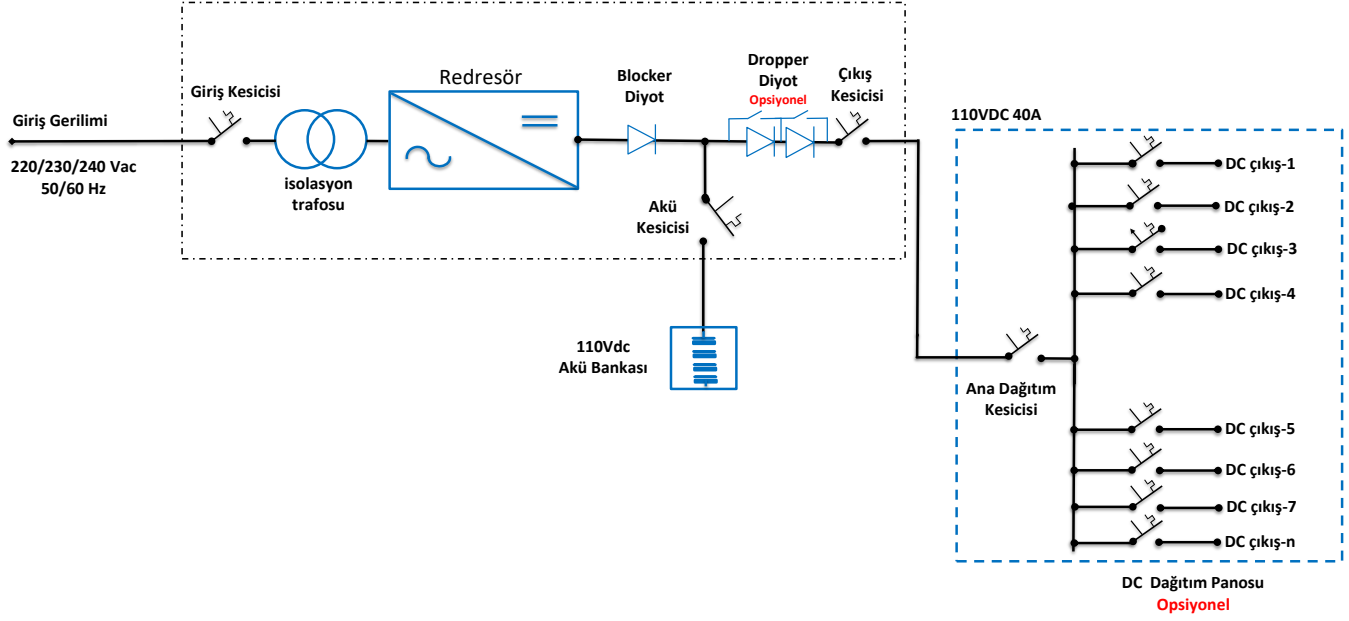 Giriş Gerilimi
220/230/240 Vac
50/60 Hz
Giriş Kesicisi
isolasyon
trafosu
Redresör
Blocker
Diyot
Dropper
Diyot
Opsiyonel
Çıkış
Kesicisi
Akü
Kesicisi
110Vdc
Akü Bankası
110VDC 40A
Ana Dağıtım
Kesicisi
DC çıkış-1
DC çıkış-2
DC çıkış-3
DC çıkış-4
DC çıkış-5
DC çıkış-6
DC çıkış-7
DC çıkış-n
DC Dağıtım Panosu
Opsiyonel